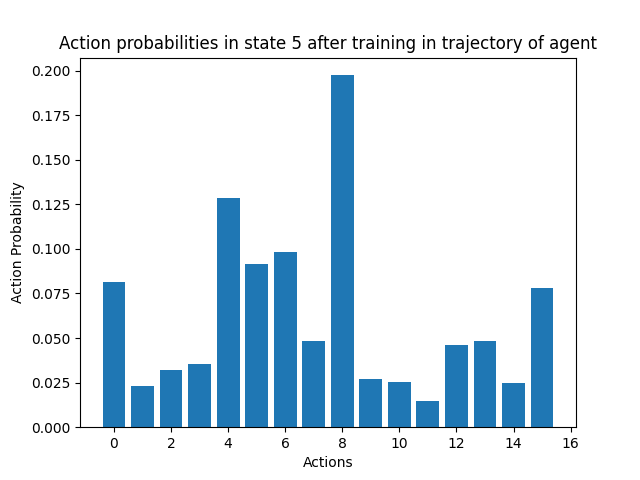 Action probabilities in state 5 after training in trajectory of agent
0.200
0.175
0.150
0.125
0.100
0.075
0.050
0.025
0.000
Action Probability
0 2 4 6 8 10 12 14 16
Actions